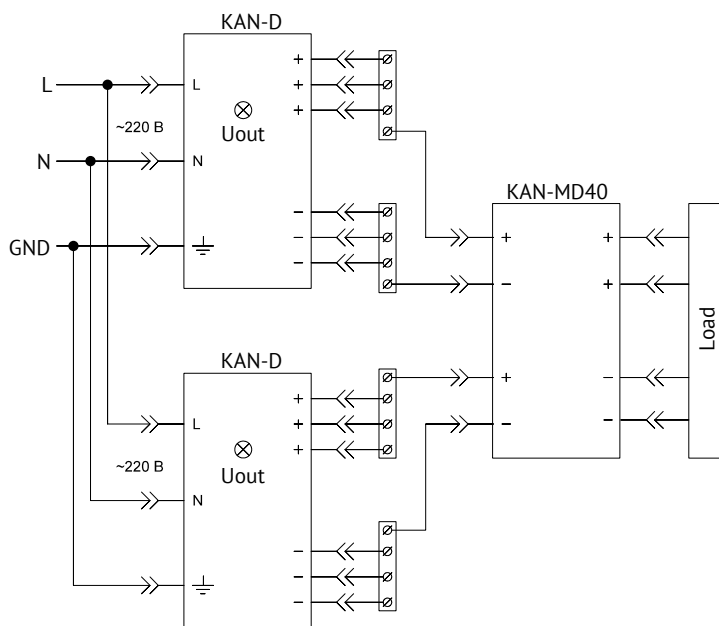 KAN-D
L
~220 В
L
+
+
+
Uout
N
N
GND
−
−
−
KAN-MD40
+
+
−
+
+
−
−
−
Load
KAN-D
L
+
+
+
~220 В
Uout
N
−
−
−